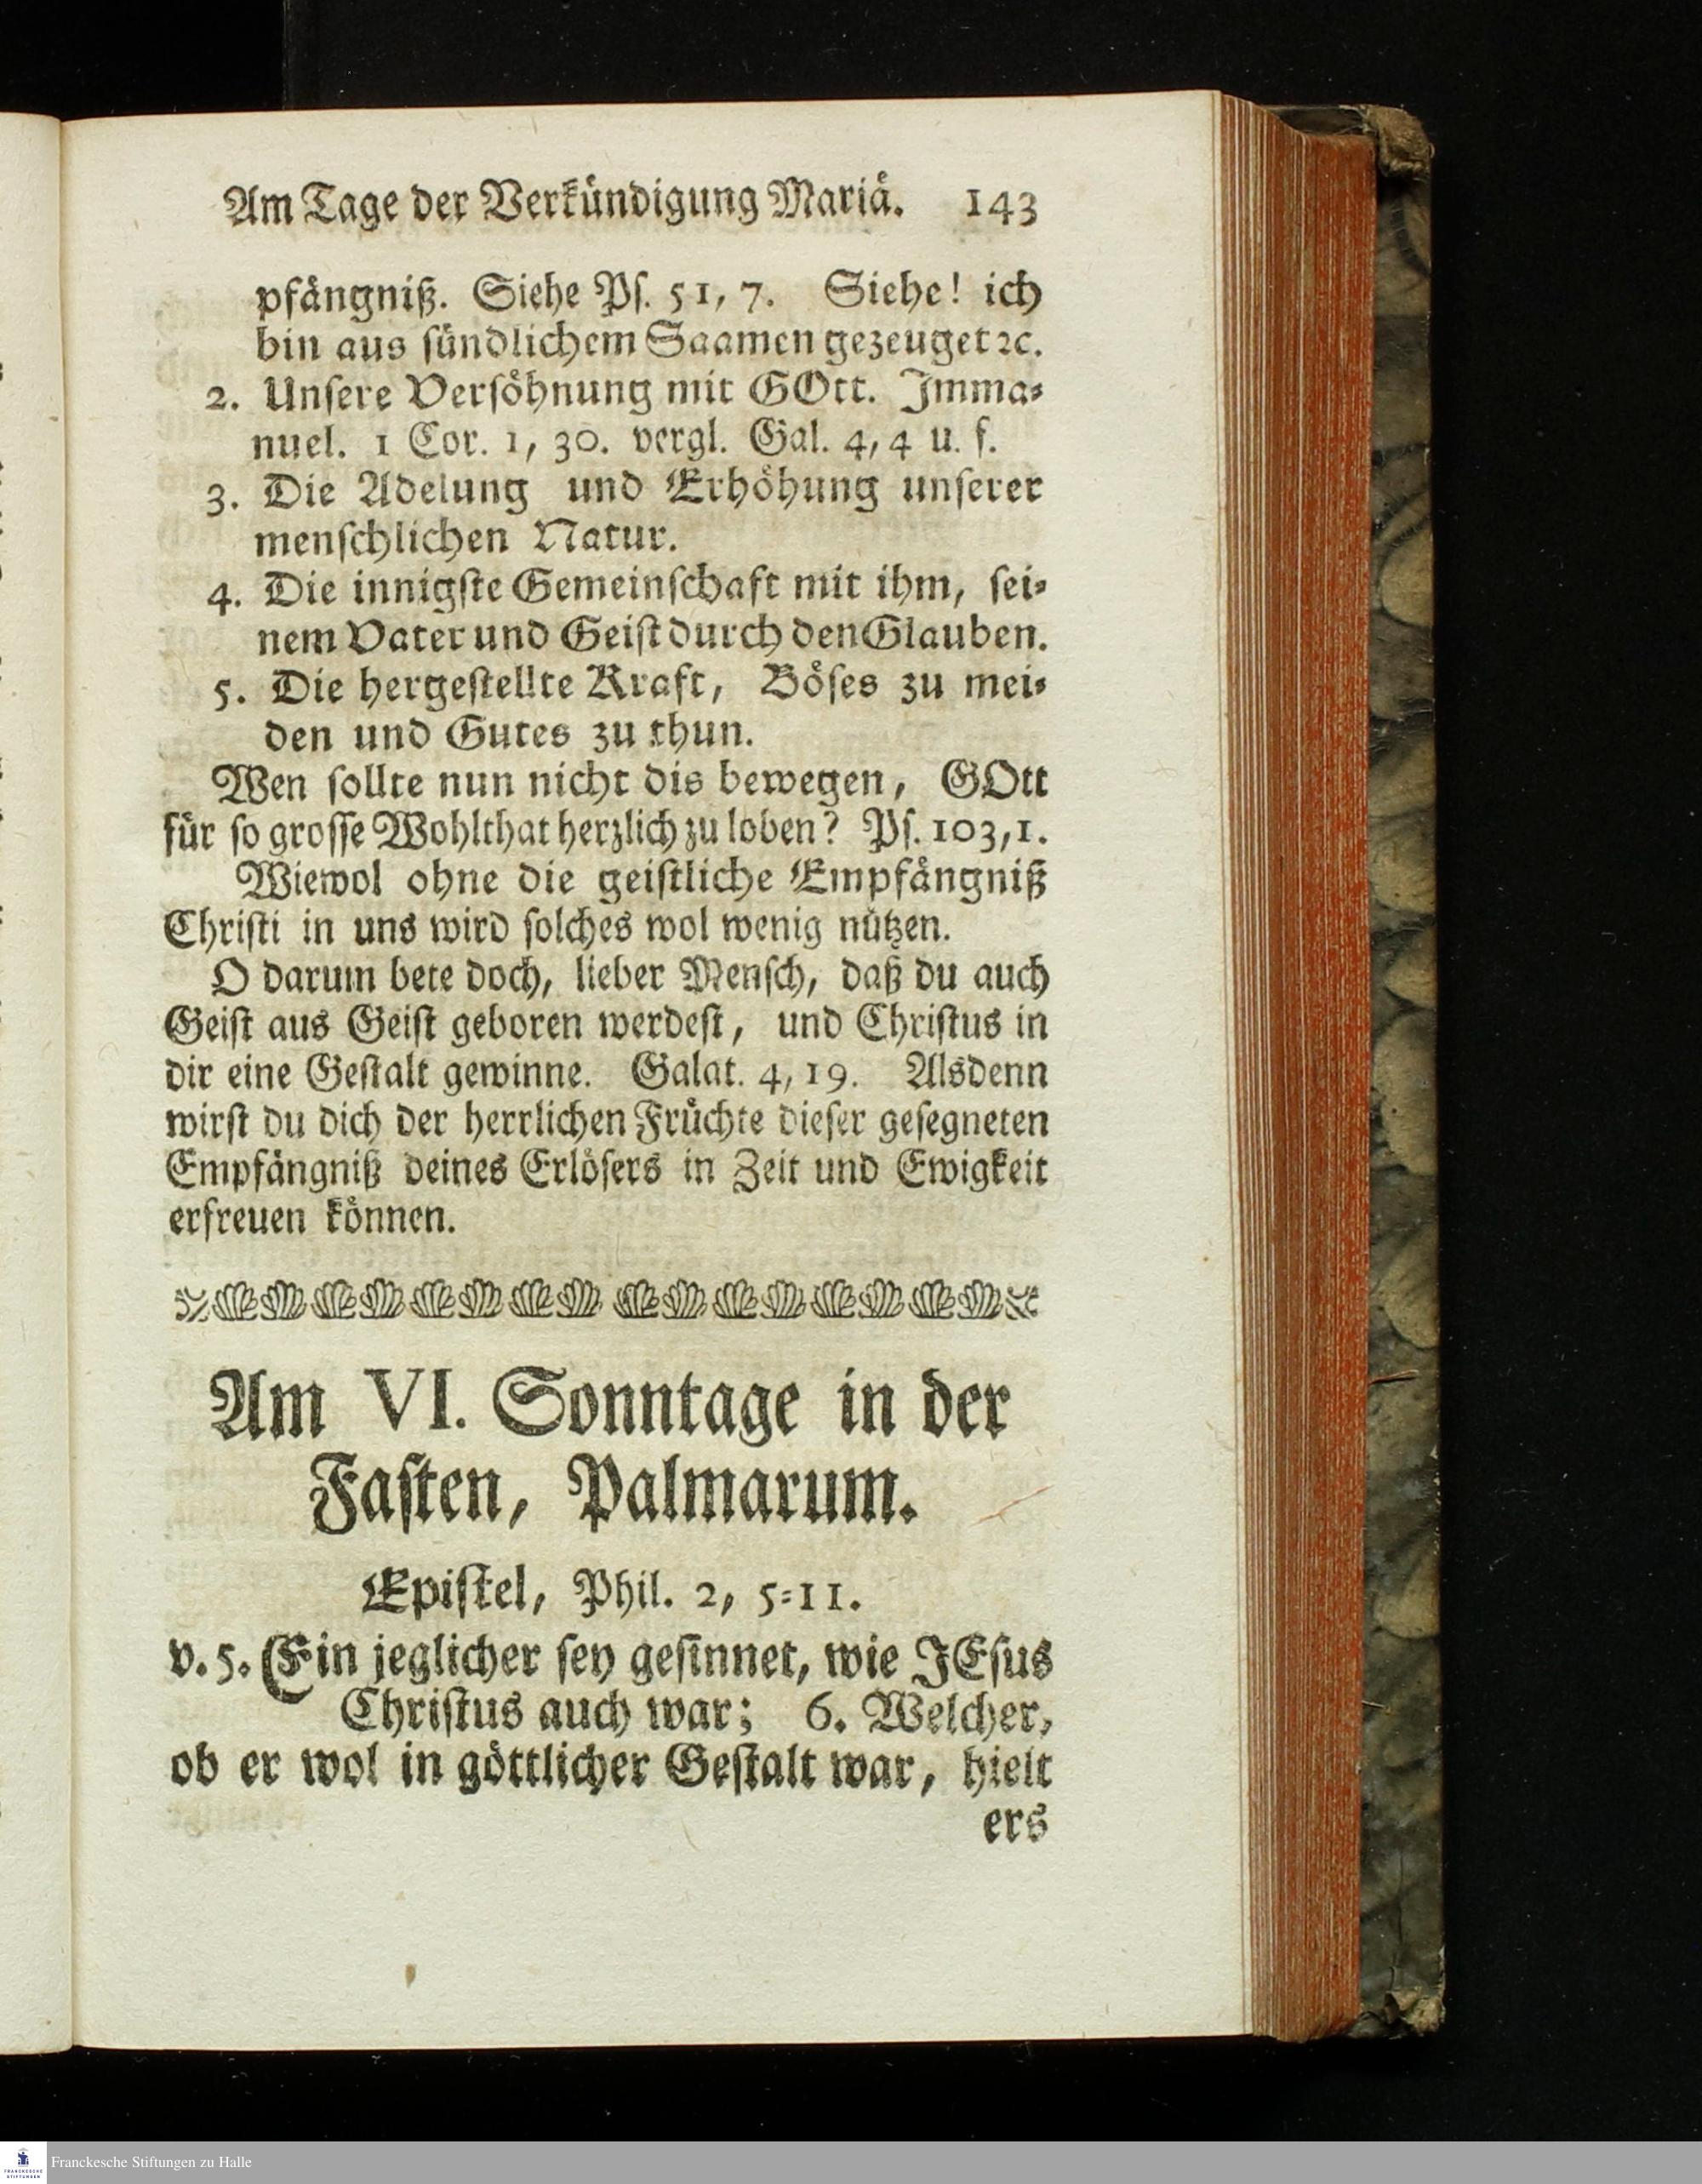 Am Tage der Verkündigung Mariä. 143
pfängniß. Siehe Pſ. 51, 7. Siehe! ich
bin aus ſündlichem Saamen gezeuget ꝛc.
2. Unſere Verſöhnung mit GOtt. Imma⸗
nuel. 1 Cor. 1, 30. vergl. Gal. 4, 4 u. f.
3. Die Adelung und Erhöhung unſerer
menſchlichen Natur.
4. Die innigſte Gemeinſchaft mit ihm, ſei⸗
nem Vater und Geiſt durch den Glauben.
5. Die hergeſtellte Kraft, Böſes zu mei⸗
den und Gutes zu thun.
Wen ſollte nun nicht dis bewegen, GOtt
für ſo groſſe Wohlthat herzlich zu loben? Pſ. 103, 1.
Wiewol ohne die geiſtliche Empfängniß
Chriſti in uns wird ſolches wol wenig nützen.
O darum bete doch, lieber Menſch, daß du auch
Geiſt aus Geiſt geboren werdeſt, und Chriſtus in
dir eine Geſtalt gewinne. Galat. 4, 19. Alsdenn
wirſt du dich der herrlichen Früchte dieſer geſegneten
Empfängniß deines Erlöſers in Zeit und Ewigkeit
erfreuen können.
Am VI. Sonntage in der
Faſten, Palmarum.
Epiſtel, Phil. 2, 5⸗11.
v. 5. Ein jeglicher ſey geſinnet, wie JEſus
Chriſtus auch war; 6. Welcher,
ob er wol in göttlicher Geſtalt war, hielt
ers
FRANCKESCHE
STIFTUNGEN
Franckesche Stiftungen zu Halle